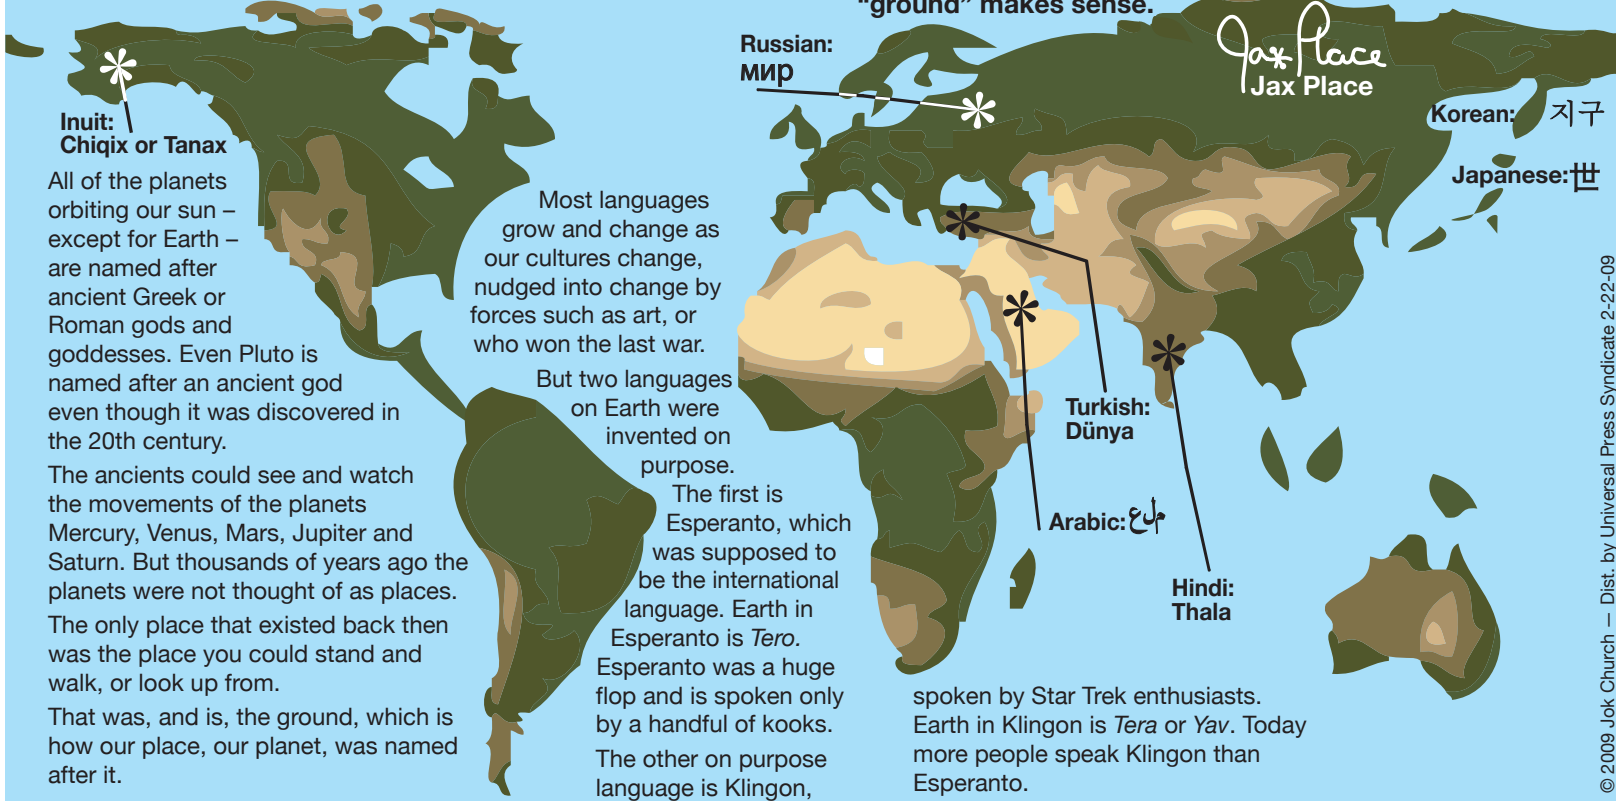 “ground” makes sense.
Jax Place
Jax Place
Russian:
мир
Inuit:
Chiqix or Tanax
Korean: 지구
Japanese:世
All of the planets
orbiting our sun –
except for Earth –
are named after
ancient Greek or
Roman gods and
goddesses. Even Pluto is
named after an ancient god
even though it was discovered in
the 20th century.
The ancients could see and watch
the movements of the planets
Mercury, Venus, Mars, Jupiter and
Saturn. But thousands of years ago the
planets were not thought of as places.
The only place that existed back then
was the place you could stand and
walk, or look up from.
That was, and is, the ground, which is
how our place, our planet, was named
after it.
Most languages
grow and change as
our cultures change,
nudged into change by
forces such as art, or
who won the last war.
But two languages
on Earth were
invented on
purpose.
The first is
Esperanto, which
was supposed to
be the international
language. Earth in
Esperanto is Tero.
Esperanto was a huge
flop and is spoken only
by a handful of kooks.
The other on purpose
language is Klingon,
spoken by Star Trek enthusiasts.
Earth in Klingon is Tera or Yav. Today
more people speak Klingon than
Esperanto.
Turkish:
Dünya
Arabic:
Hindi:
Thala
© 2009 Jok Church — Dist. by Universal Press Syndicate 2-22-09